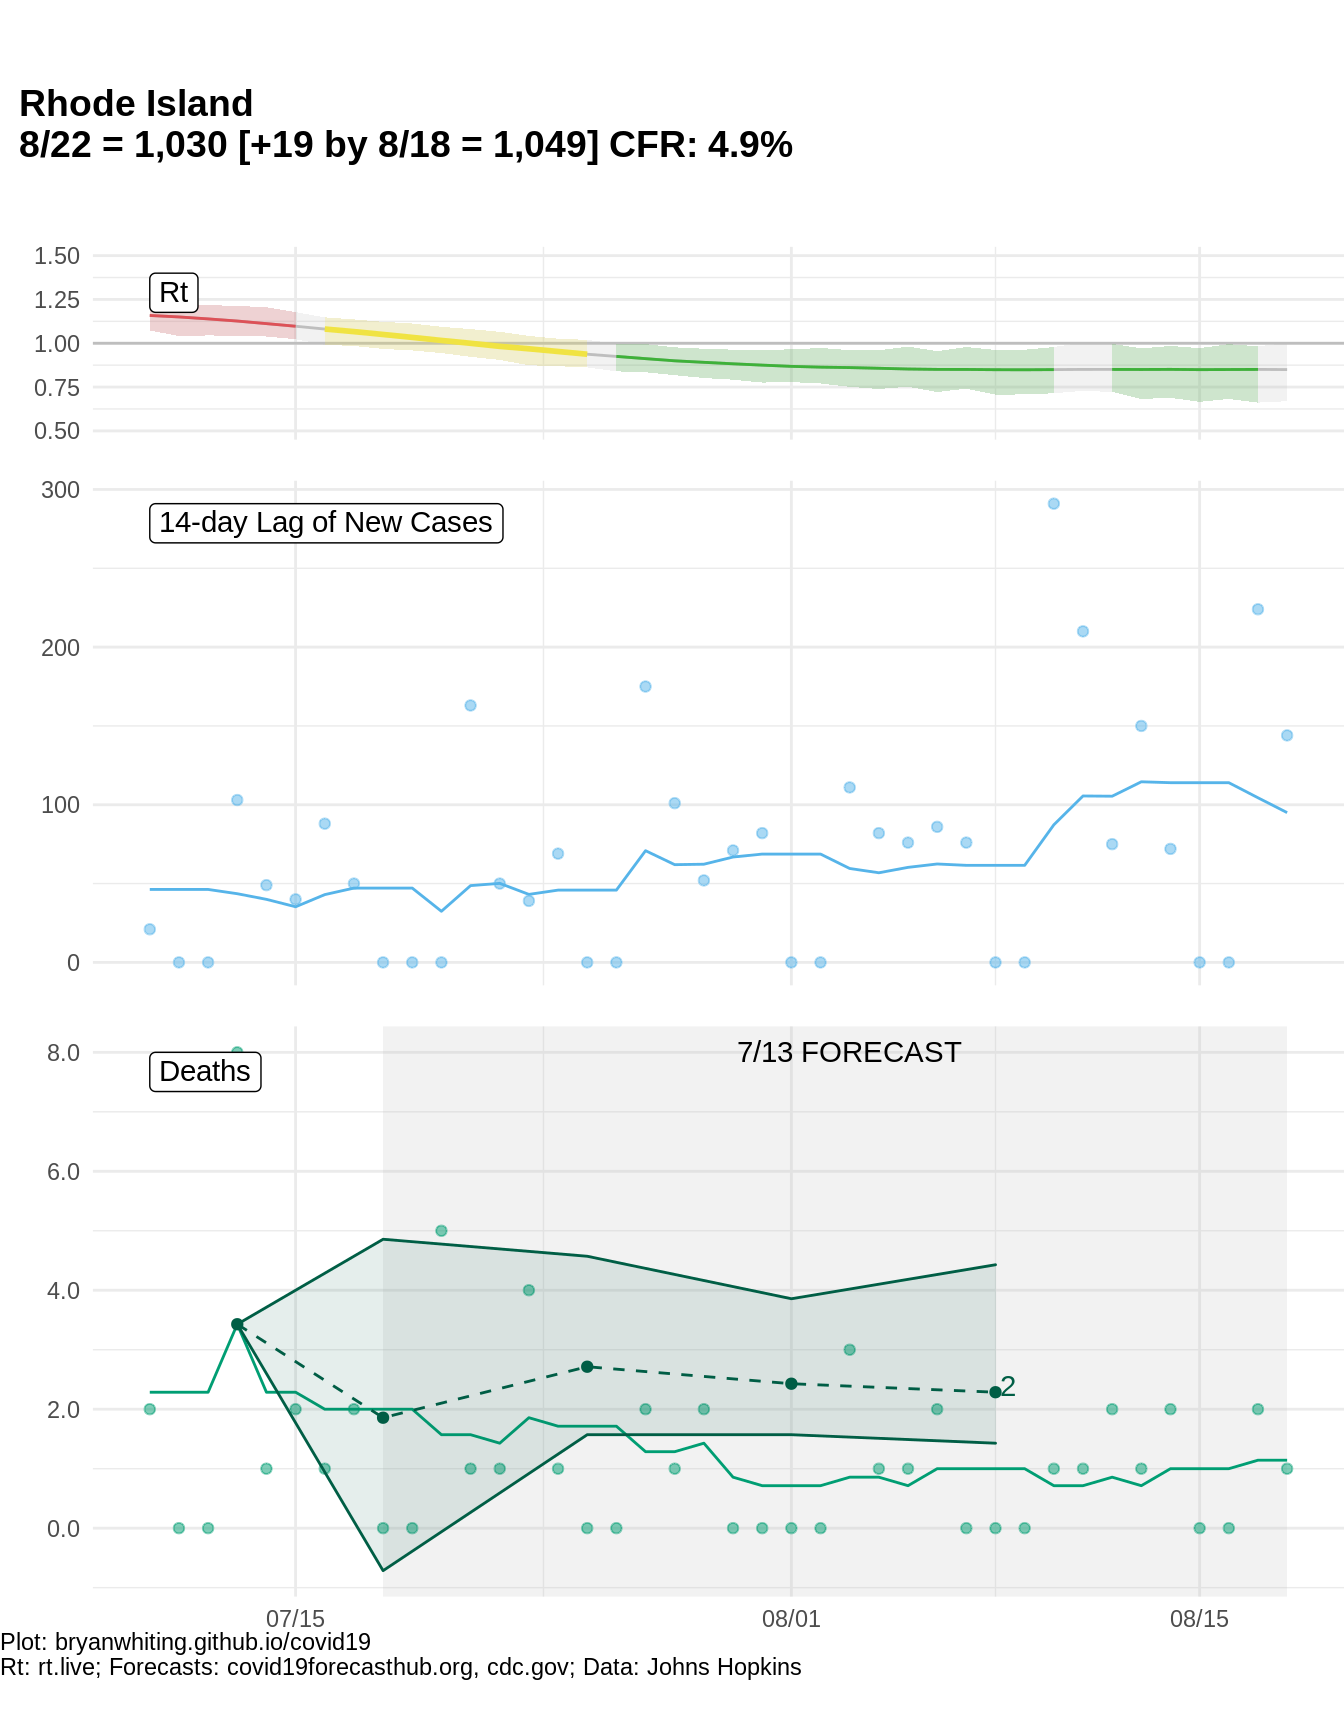 Rhode Island
8/22 = 1,030 [+19 by 8/18 = 1,049] CFR: 4.9%
1.50
Rt
1.25
1.00
0.75
0.50
300
14-day Lag of New Cases
200
100
0
8.0
7/13 FORECAST
Deaths
6.0
4.0
2
2.0
0.0
07/15 08/01 08/15
Plot: bryanwhiting.github.io/covid19
Rt: rt.live; Forecasts: covid19forecasthub.org, cdc.gov; Data: Johns Hopkins